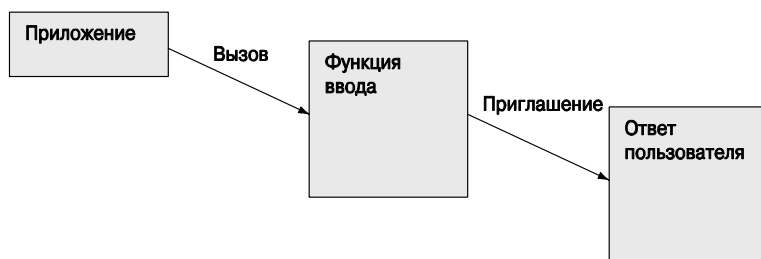 Приложение
Вызов
Функция
ввода
Приглашение
Ответ
пользователя